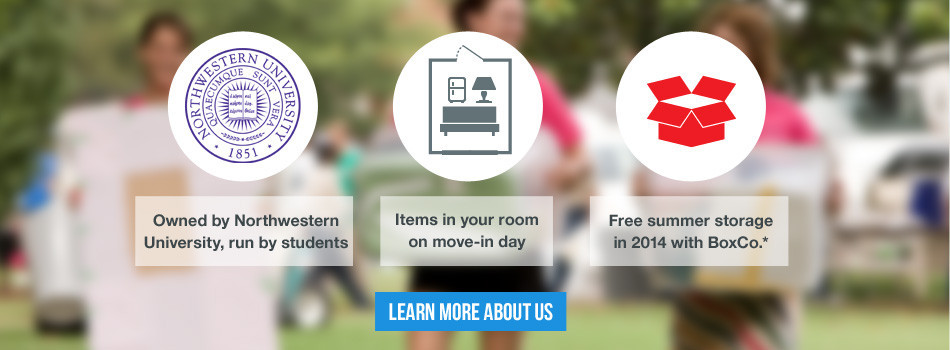 NORTHWESTERN UNIVERSITY
QUAECUMQUE SUNT VERA
1851
Owned by Northwestern
University, run by students
Items in your room
on move-in day
Free summer storage
in 2014 with BoxCo.*
LEARN MORE ABOUT US